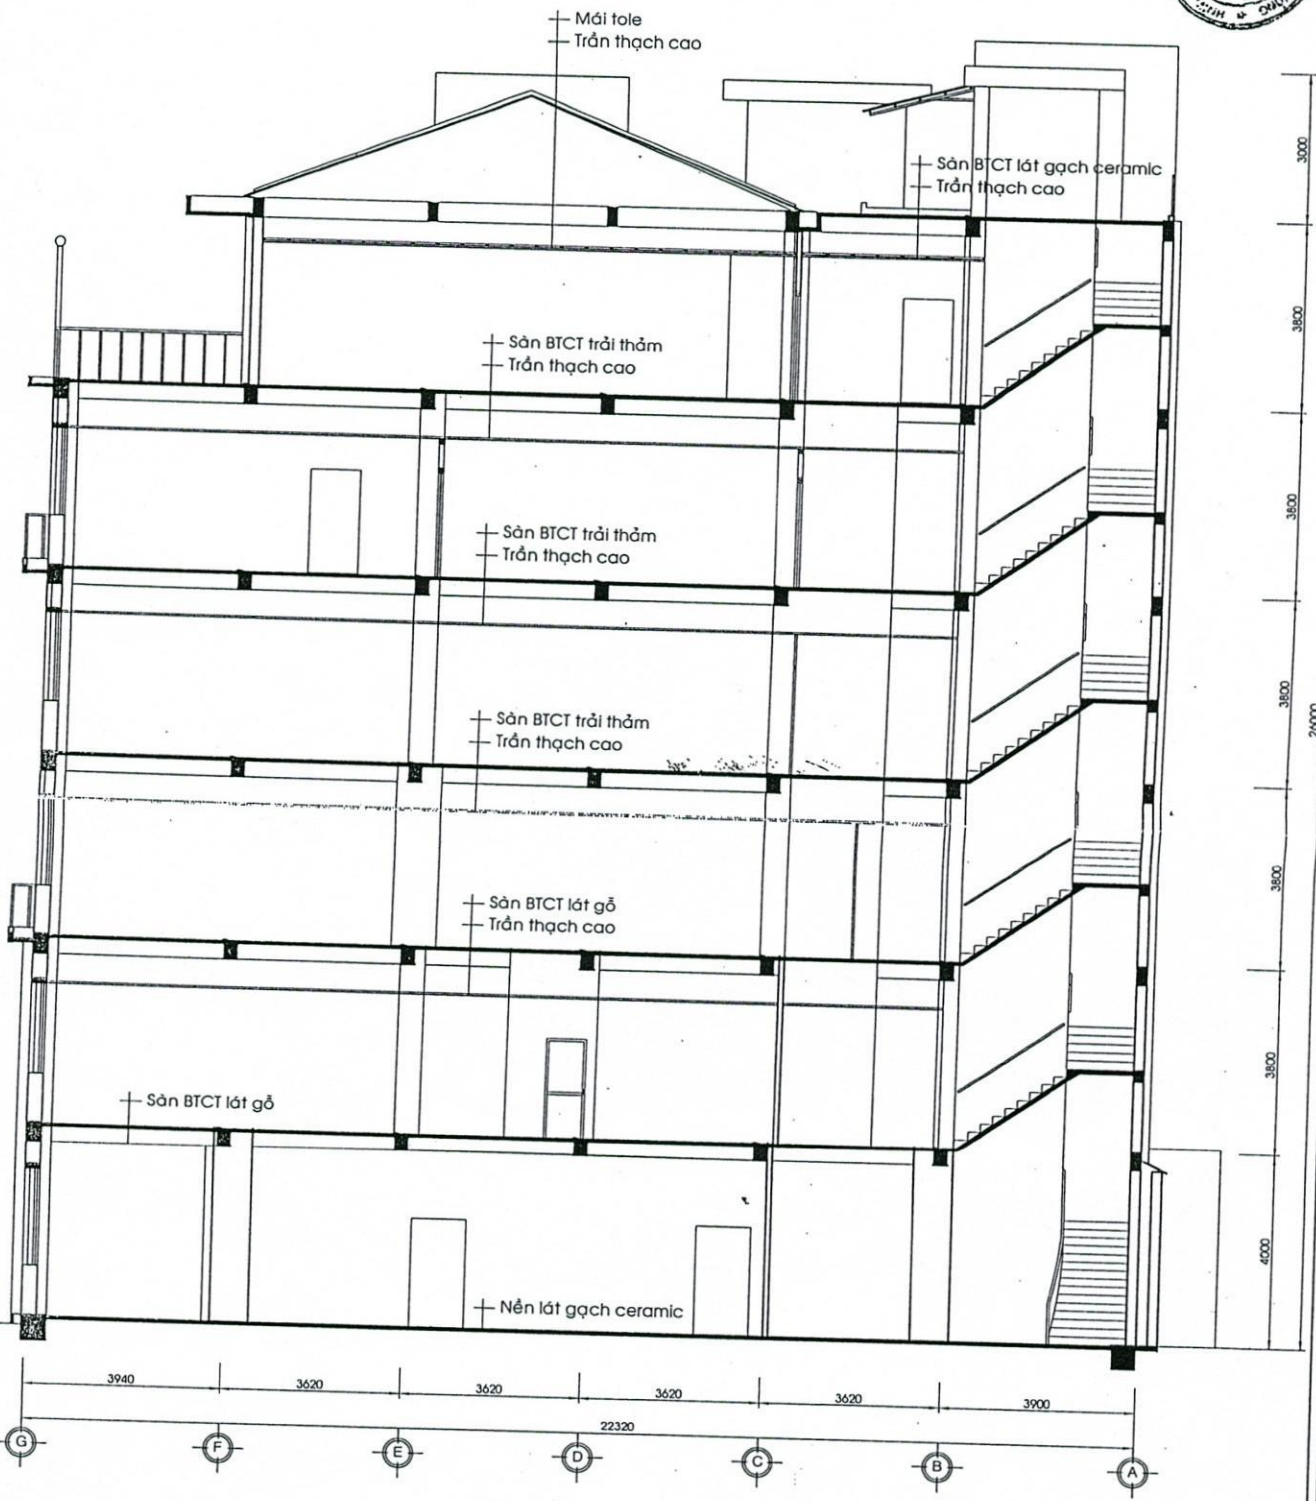 Mái tole
Trần thạch cao
Sàn BTCT lát gạch ceramic
Trần thạch cao
3000
Sàn BTCT trải thảm
Trần thạch cao
3800
Sàn BTCT trải thảm
Trần thạch cao
3800
Sàn BTCT trải thảm
Trần thạch cao
3800
26000
Sàn BTCT lát gỗ
Trần thạch cao
3800
Sàn BTCT lát gỗ
3800
Nền lát gạch ceramic
4000
3940
3620
3620
3620
3620
3900
22320
G
F
E
D
C
B
A